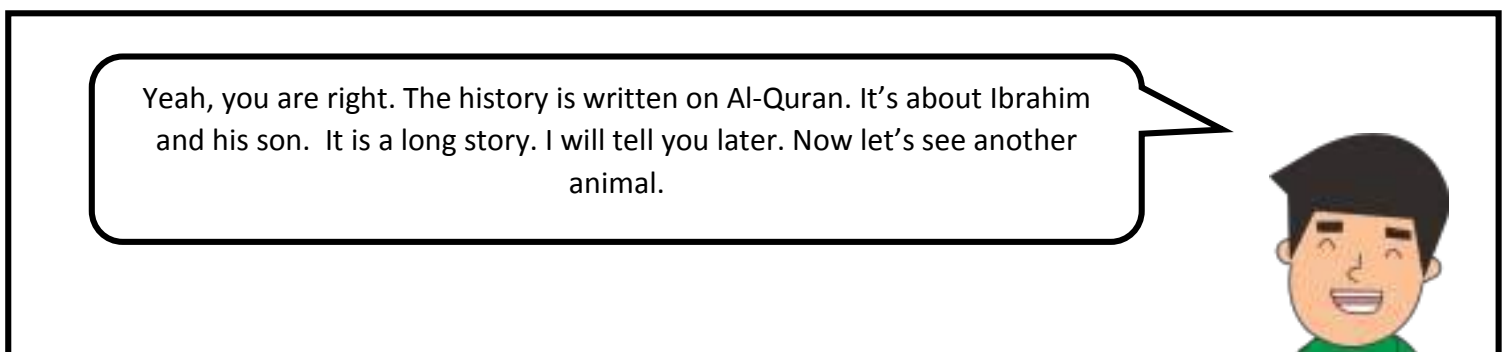 Yeah, you are right. The history is written on Al-Quran. It’s about Ibrahim
and his son.  It is a long story. I will tell you later. Now let’s see another
animal.